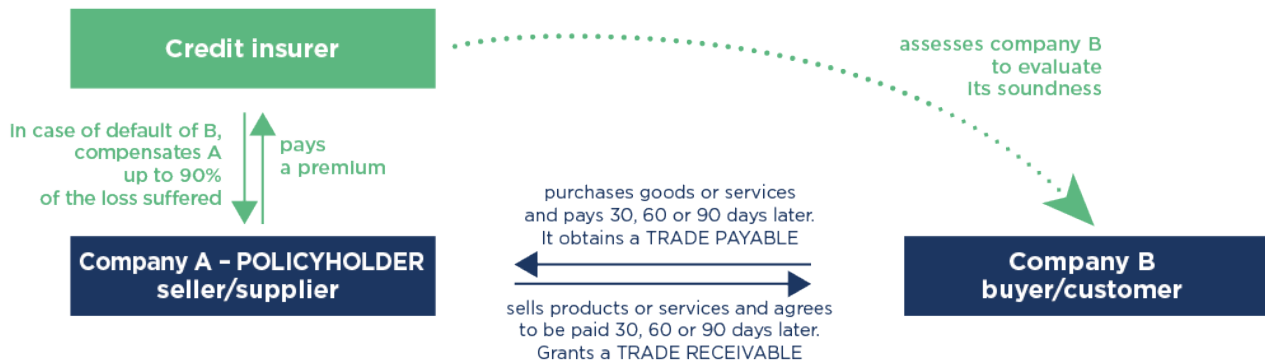 Credit insurer
assesses company B
to evaluate
its soundness
In case of default of B,
compensates A
up to 90%
of the loss suffered
pays
a premium
purchases goods or services
and pays 30, 60 or 90 days later.
It obtains a TRADE PAYABLE
Company A – POLICYHOLDER
seller/supplier
Company B
buyer/customer
sells products or services and agrees
to be paid 30, 60 or 90 days later.
Grants a TRADE RECEIVABLE